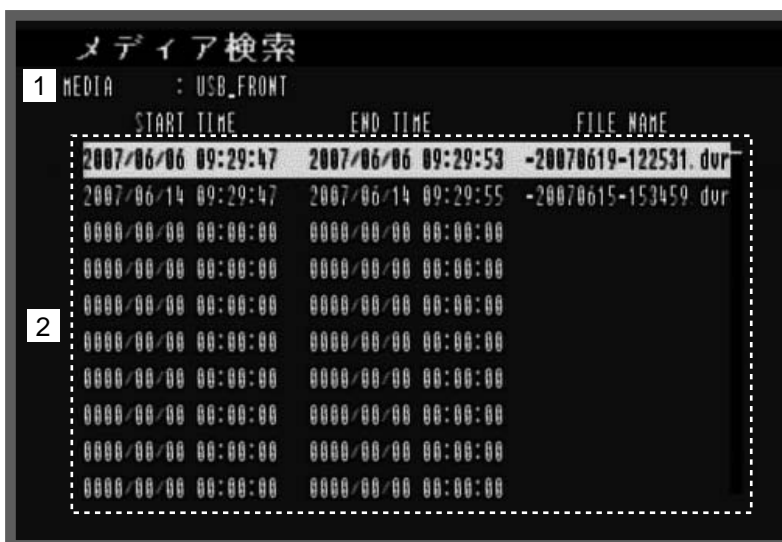 メディア検索
1 MEDIA : USB_FRONT
START TIME END TIME FILE NAME
2007/06/06 09:29:47 2007/06/06 09:29:53 -20070619-122531.dvr
2007/06/14 09:29:47 2007/06/14 09:29:55 -20070615-153459.dvr
0000/00/00 00:00:00 0000/00/00 00:00:00
0000/00/00 00:00:00 0000/00/00 00:00:00
0000/00/00 00:00:00 0000/00/00 00:00:00
2
0000/00/00 00:00:00 0000/00/00 00:00:00
0000/00/00 00:00:00 0000/00/00 00:00:00
0000/00/00 00:00:00 0000/00/00 00:00:00
0000/00/00 00:00:00 0000/00/00 00:00:00
0000/00/00 00:00:00 0000/00/00 00:00:00